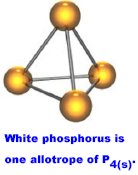 White phosphorus is
one allotrope of P4(s).